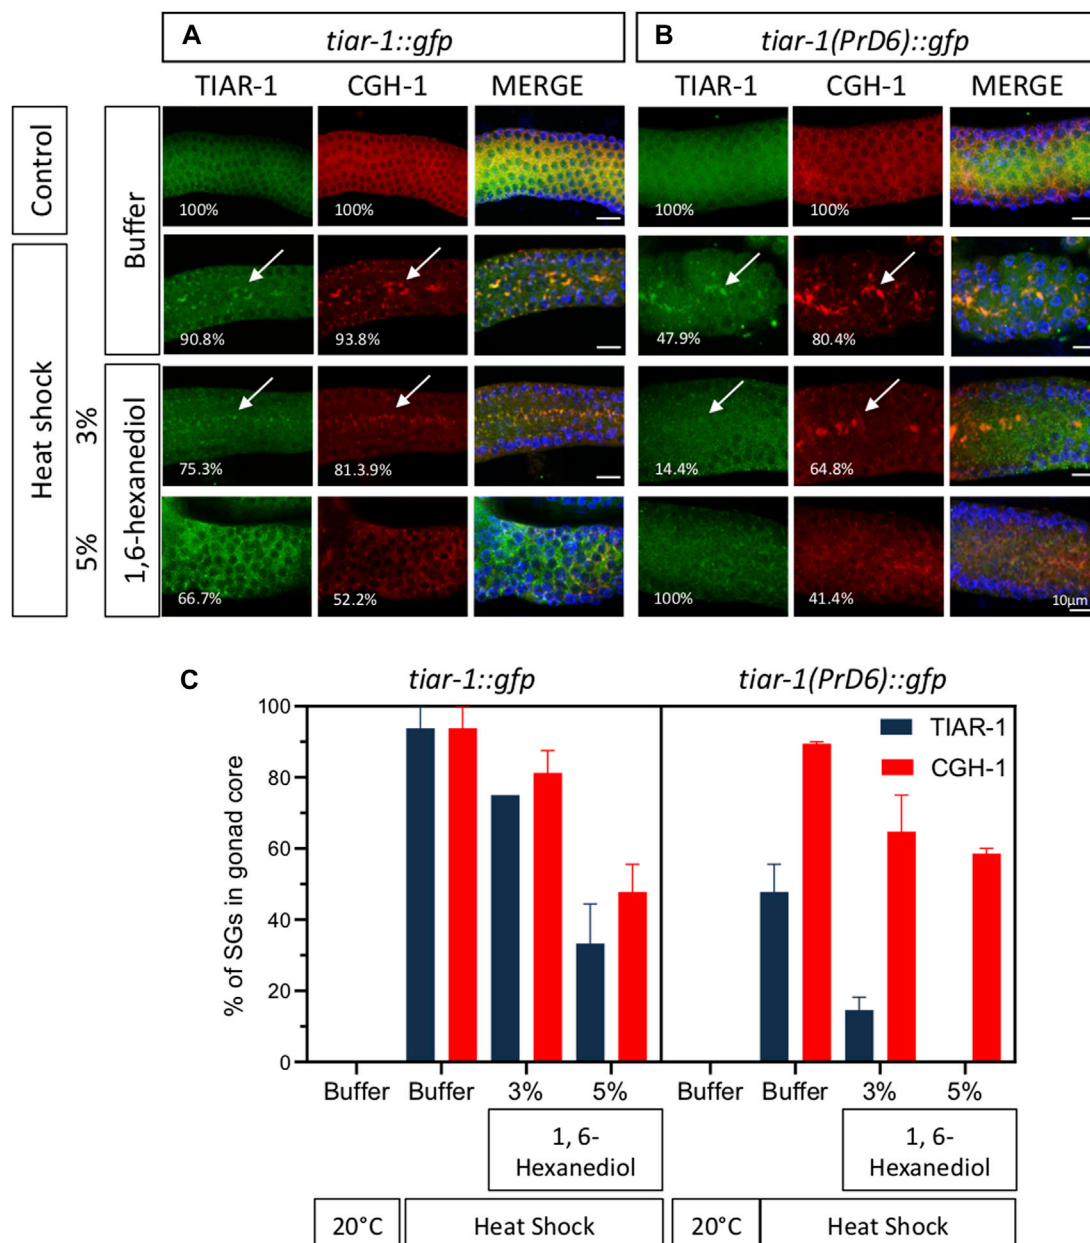 A
tiar-1::gfp
B
tiar-1(PrD6)::gfp
TIAR-1 CGH-1 MERGE TIAR-1 CGH-1 MERGE
Control
Buffer
100% 100% 100% 100%
Heat shock
90.8% 93.8% 47.9% 80.4%
3%
1,6-hexanediol
75.3% 81.3.9% 14.4% 64.8%
5%
66.7% 52.2% 100% 41.4% 10µm
C
tiar-1::gfp tiar-1(PrD6)::gfp
% of SGs in gonad core
100
80
60
40
20
0
TIAR-1
CGH-1
Buffer Buffer 3% 5% Buffer Buffer 3% 5%
1, 6-
Hexanediol
1, 6-
Hexanediol
20°C Heat Shock 20°C Heat Shock